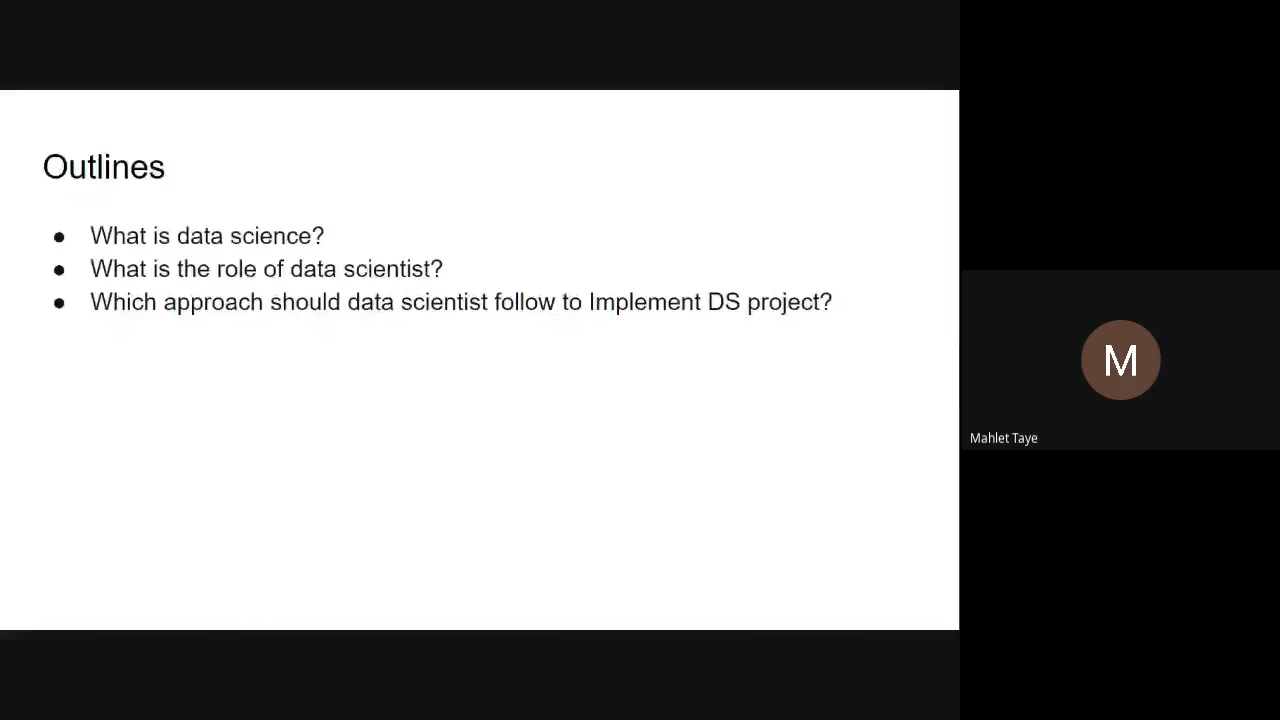 Outlines
● What is data science?
● What is the role of data scientist?
● Which approach should data scientist follow to Implement DS project?
M
Mahlet Taye